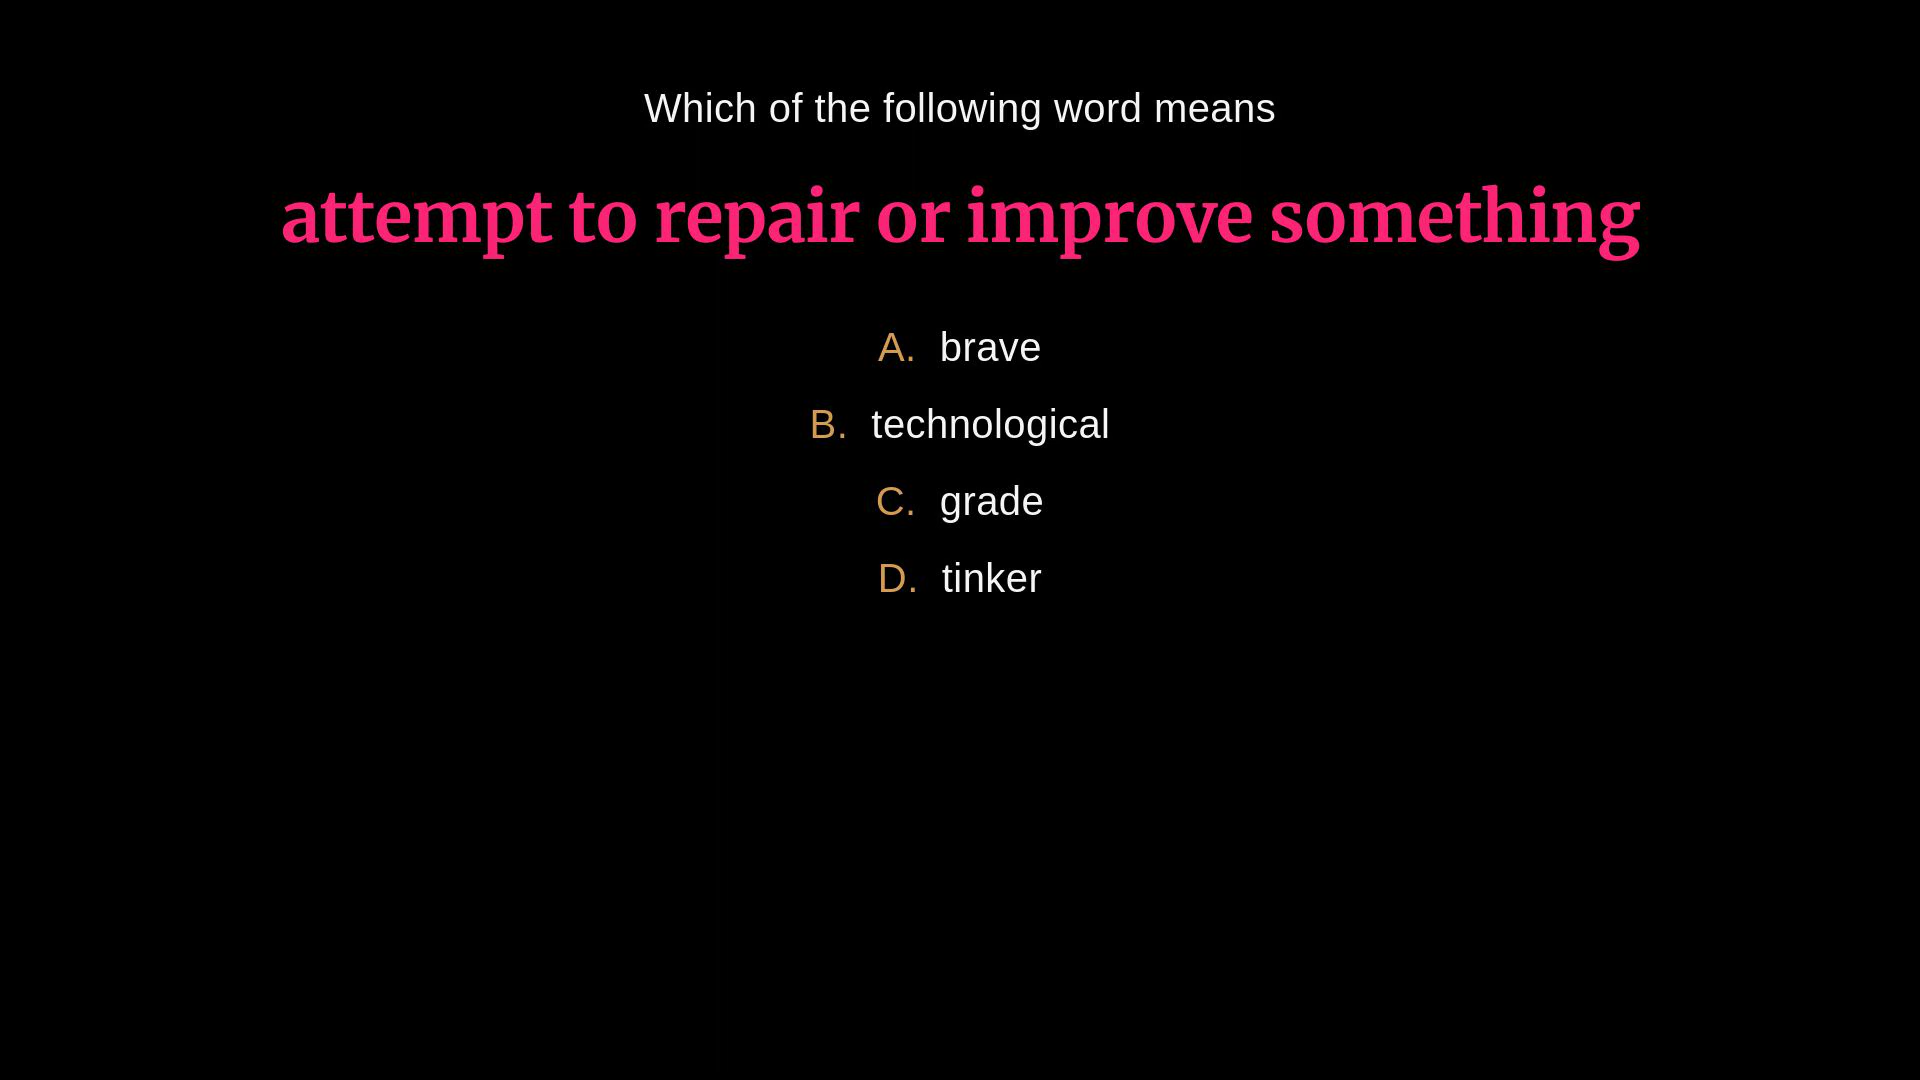 Which of the following word means
attempt to repair or improve something
A. brave
B. technological
C. grade
D. tinker